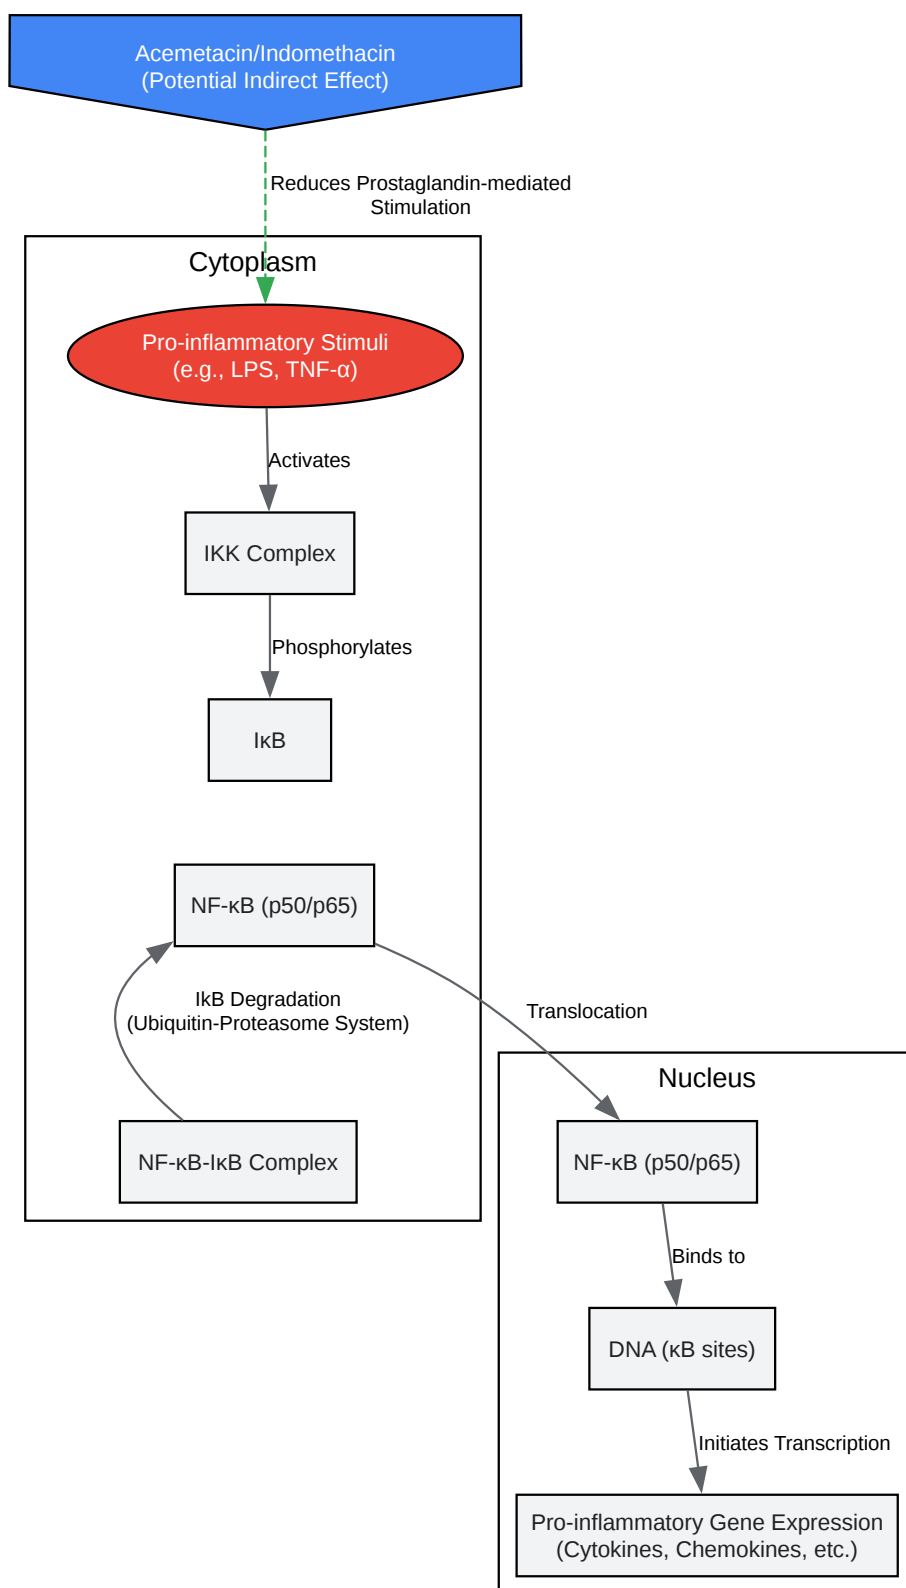 Acemetacin/Indomethacin
(Potential Indirect Effect)
Reduces Prostaglandin-mediated
Stimulation
Cytoplasm
Pro-inflammatory Stimuli
(e.g., LPS, TNF-α)
Activates
IKK Complex
Phosphorylates
IκB
NF-κB (p50/p65)
IkB Degradation
(Ubiquitin-Proteasome System)
Translocation
NF-κB-IκB Complex
Nucleus
NF-κB (p50/p65)
Binds to
DNA (κB sites)
Initiates Transcription
Pro-inflammatory Gene Expression
(Cytokines, Chemokines, etc.)